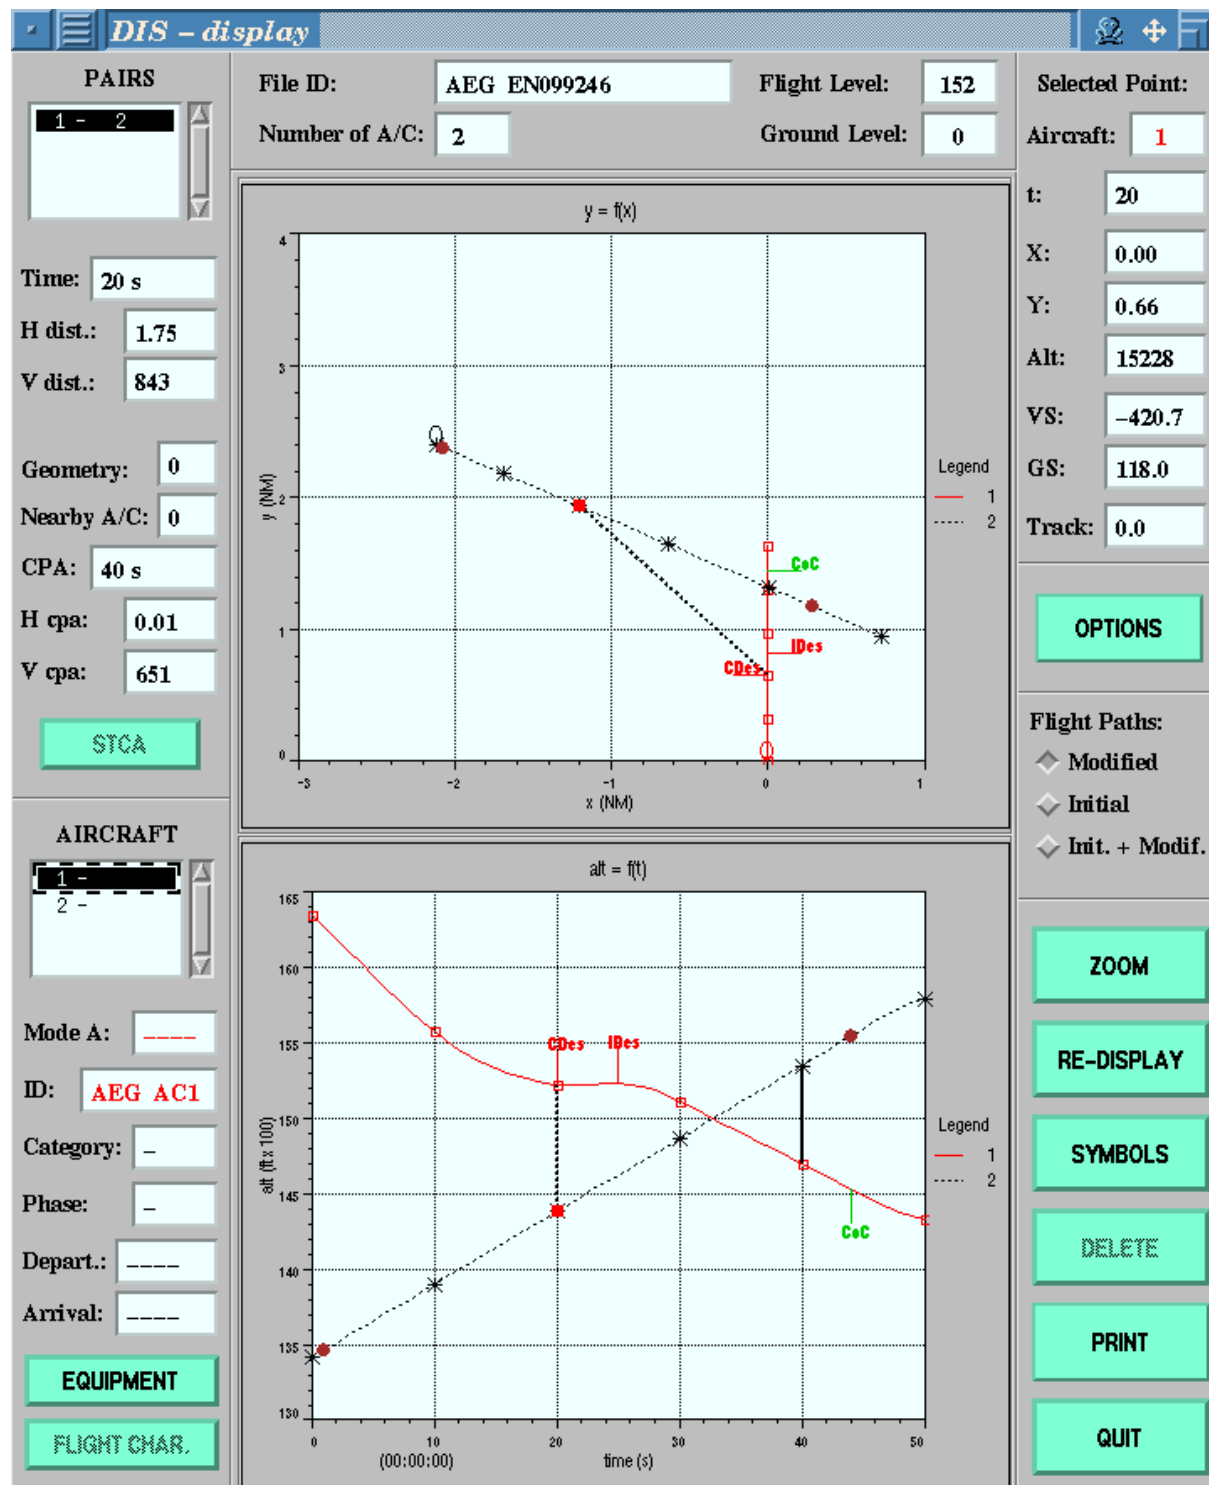 DIS – display
PAIRS
1 – 2
Time: 20 s
H dist.: 1.75
V dist.: 843
Geometry: 0
Nearby A/C: 0
CPA: 40 s
H cpa: 0.01
V cpa: 651
STCA
AIRCRAFT
1 –
2 –
Mode A: ----
ID: AEG AC1
Category: –
Phase: –
Depart.: ----
Arrival: ----
EQUIPMENT
FLIGHT CHAR.
File ID: AEG EN099246
Flight Level: 152
Number of A/C: 2
Ground Level: 0
y = f(x)
4
3
2
1
0
y (NM)
0
CoC
IDes
CDes
0
-3 -2 -1 0 1
x (NM)
Legend
1
2
alt = f(t)
165
160
155
150
145
140
135
130
alt (ft x 100)
CDes IDes
CoC
0 10 20 30 40 50
(00:00:00) time (s)
Legend
1
2
Selected Point:
Aircraft: 1
t: 20
X: 0.00
Y: 0.66
Alt: 15228
VS: –420.7
GS: 118.0
Track: 0.0
OPTIONS
Flight Paths:
Modified
Initial
Init. + Modif.
ZOOM
RE-DISPLAY
SYMBOLS
DELETE
PRINT
QUIT